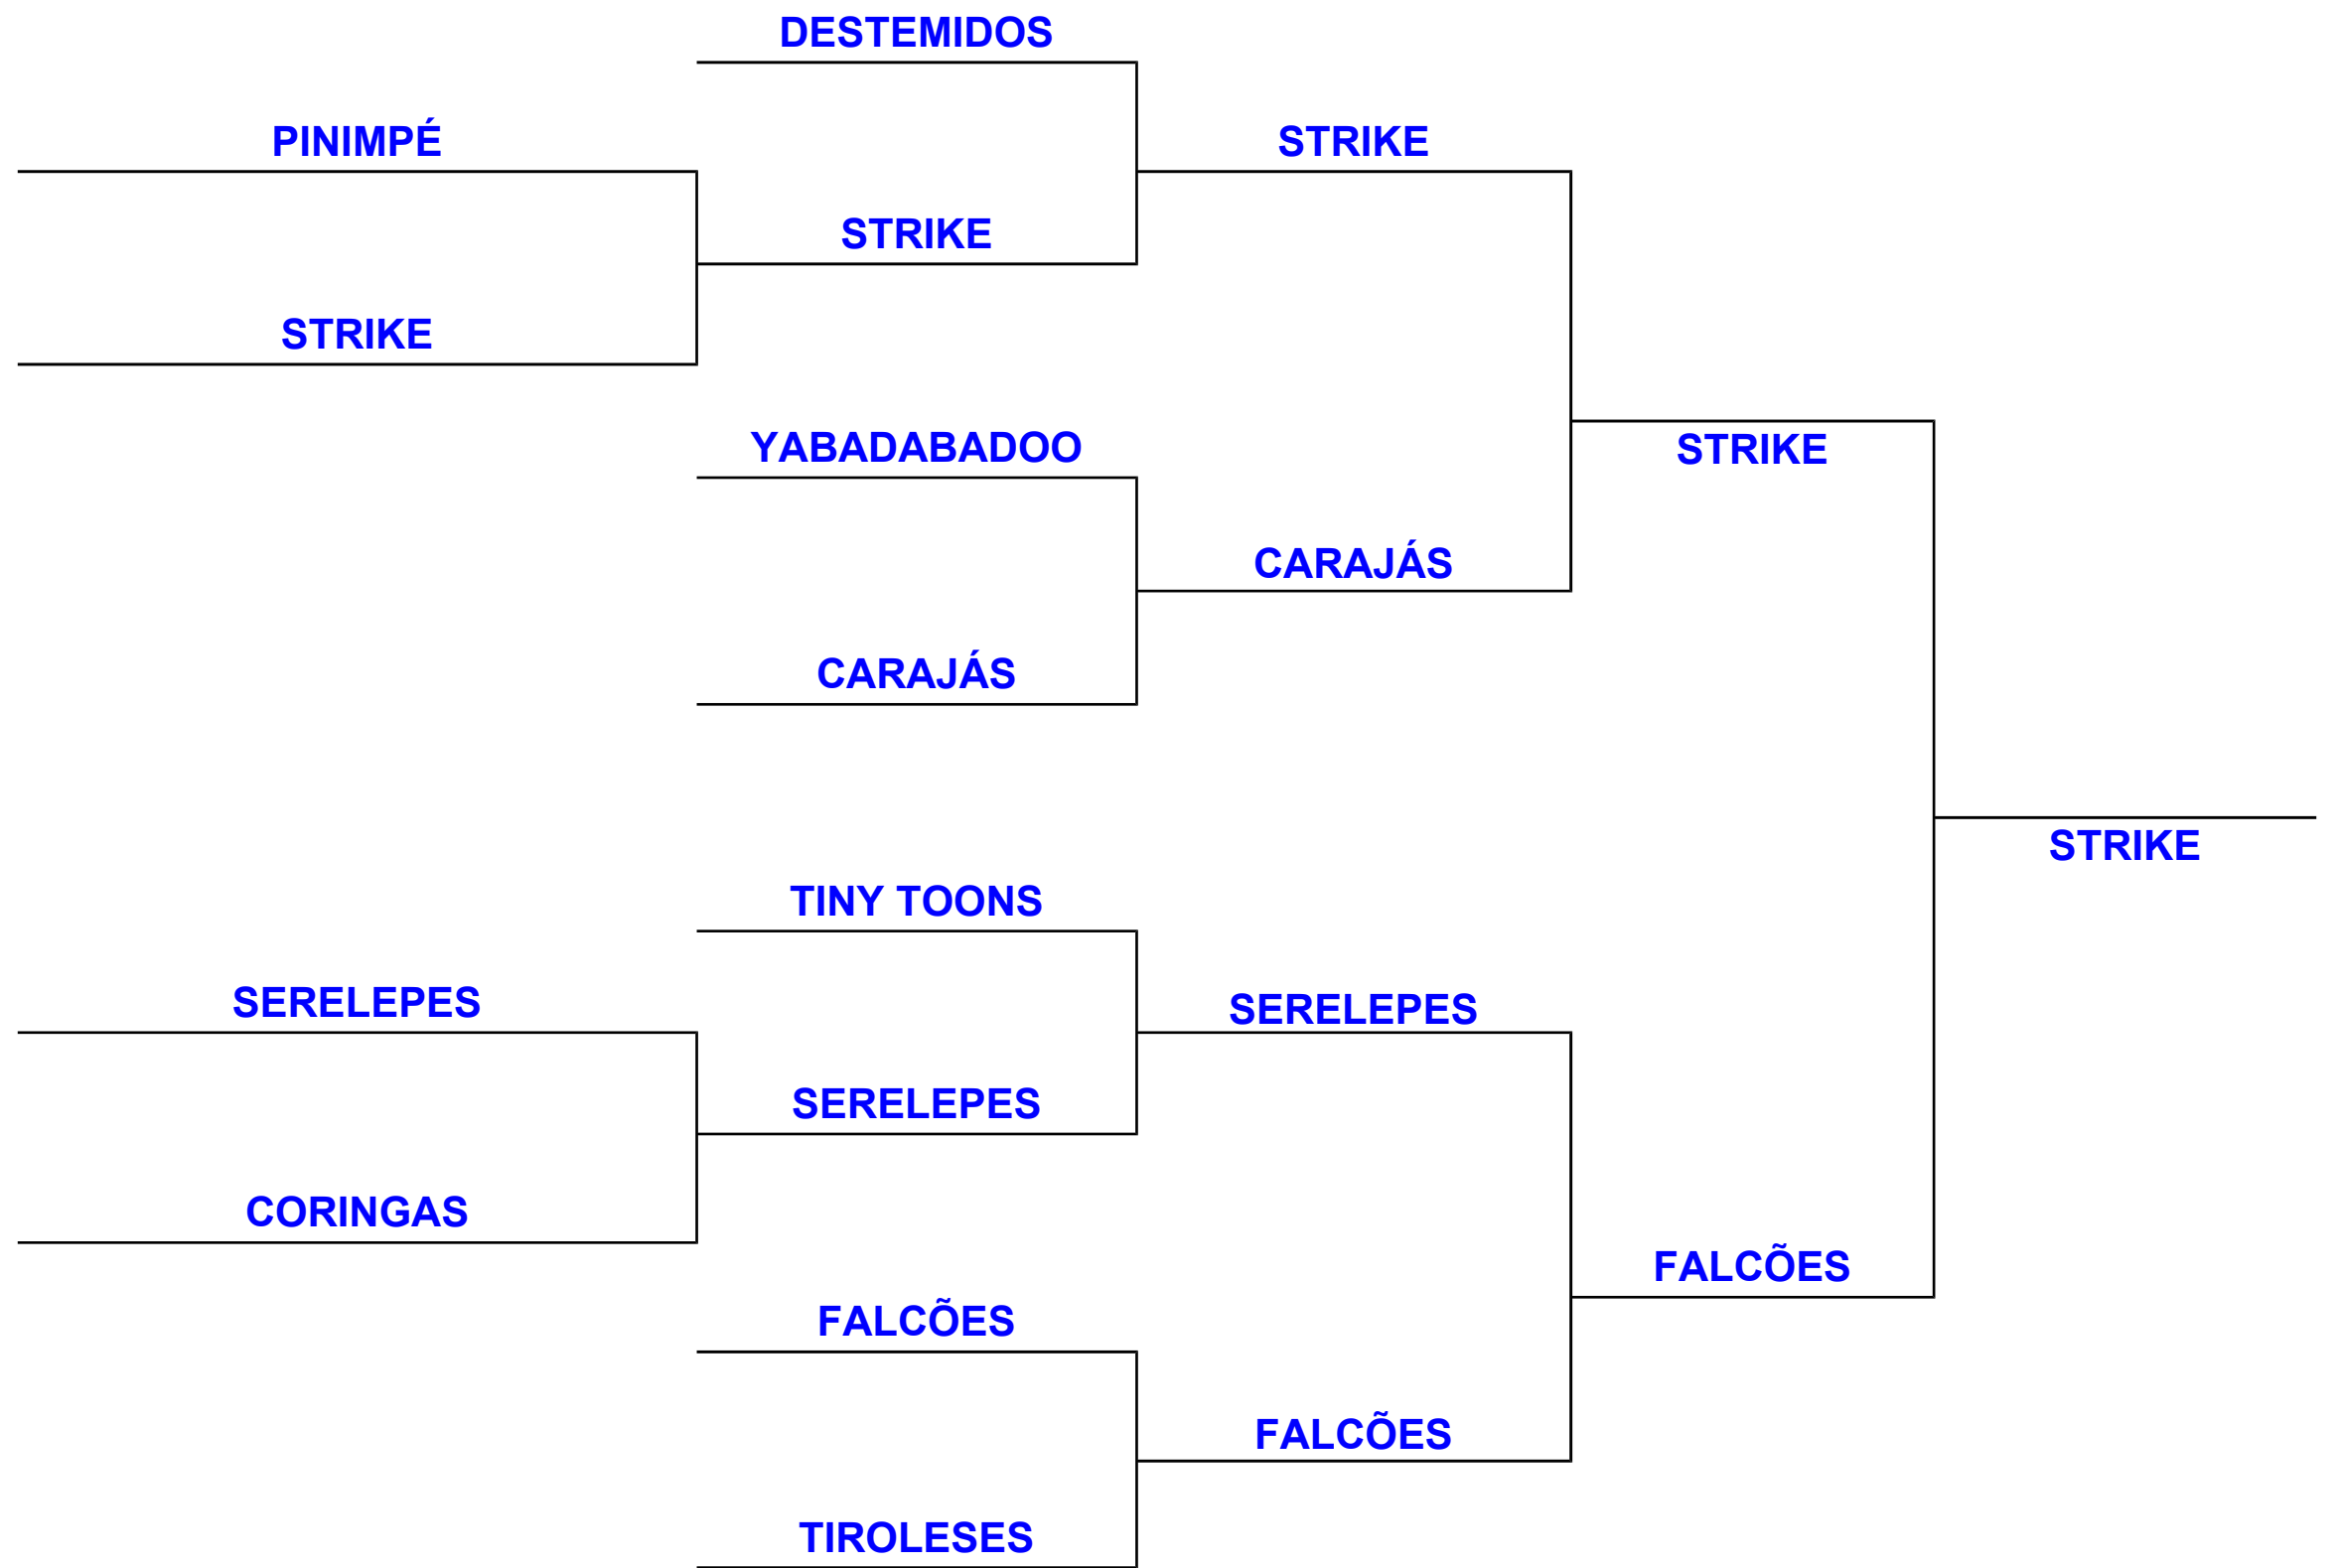 DESTEMIDOS
PINIMPÉ
STRIKE
STRIKE
STRIKE
YABADABADOO
STRIKE
CARAJÁS
CARAJÁS
STRIKE
TINY TOONS
SERELEPES
SERELEPES
SERELEPES
CORINGAS
FALCÕES
FALCÕES
FALCÕES
TIROLESES